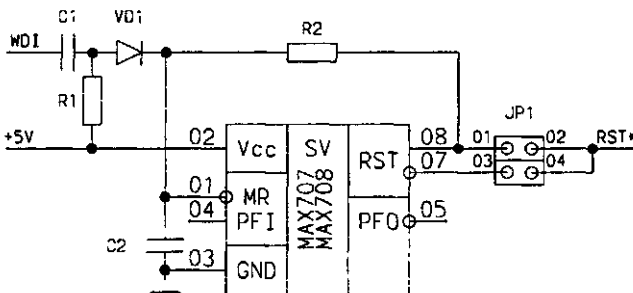 C1 VD1 R2
WDI
R1
JP1
+5V 02 08 01 02 RST*
Vcc SV RST 07 03 04
01 MR MAX707
04 PFI MAX708 PFO 05
C2
03 GND